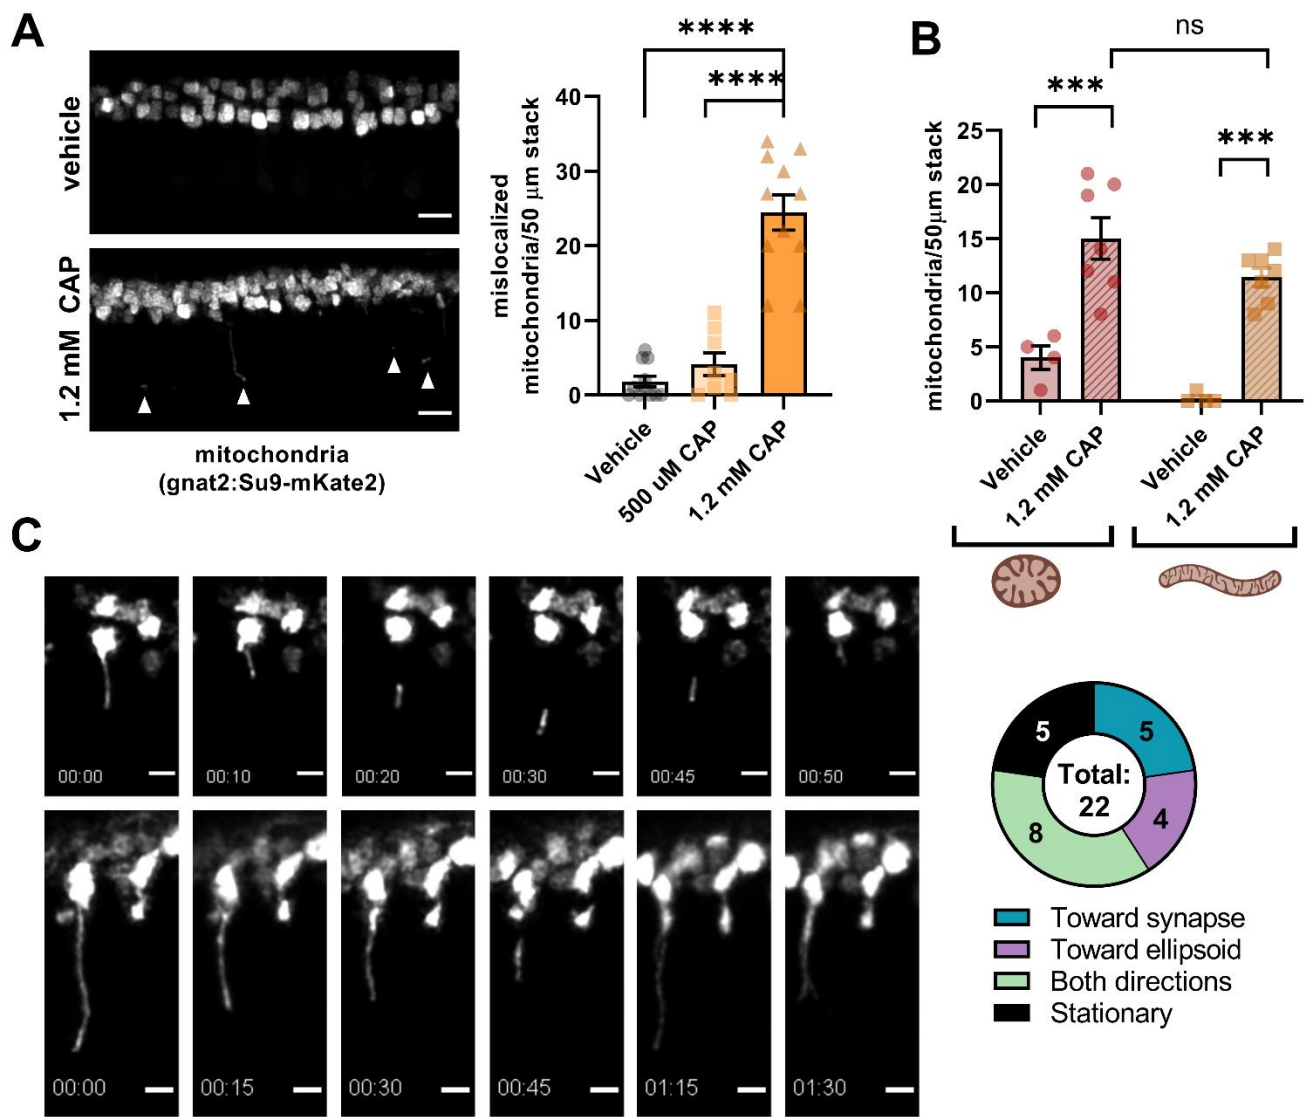 A
vehicle
1.2 mM CAP
mitochondria
(gnat2:Su9-mKate2)
mislocalized
mitochondria/50 μm stack
40
30
20
10
0
****
****
Vehicle
500 uM CAP
1.2 mM CAP
B
ns
***
***
mitochondria/50μm stack
25
20
15
10
5
0
Vehicle
1.2 mM CAP
Vehicle
1.2 mM CAP
C
00:00
00:10
00:20
00:30
00:45
00:50
00:00
00:15
00:30
00:45
01:15
01:30
5
5
Total:
22
8
4
Toward synapse
Toward ellipsoid
Both directions
Stationary